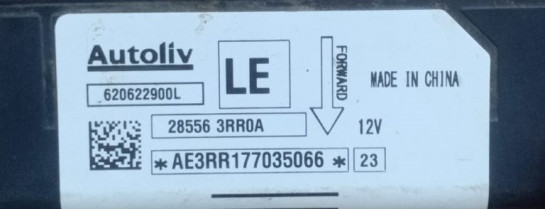 Autoliv
LE
FORWARD
MADE IN CHINA
620622900L
28556 3RR0A
12V
*AE3RR177035066*
23